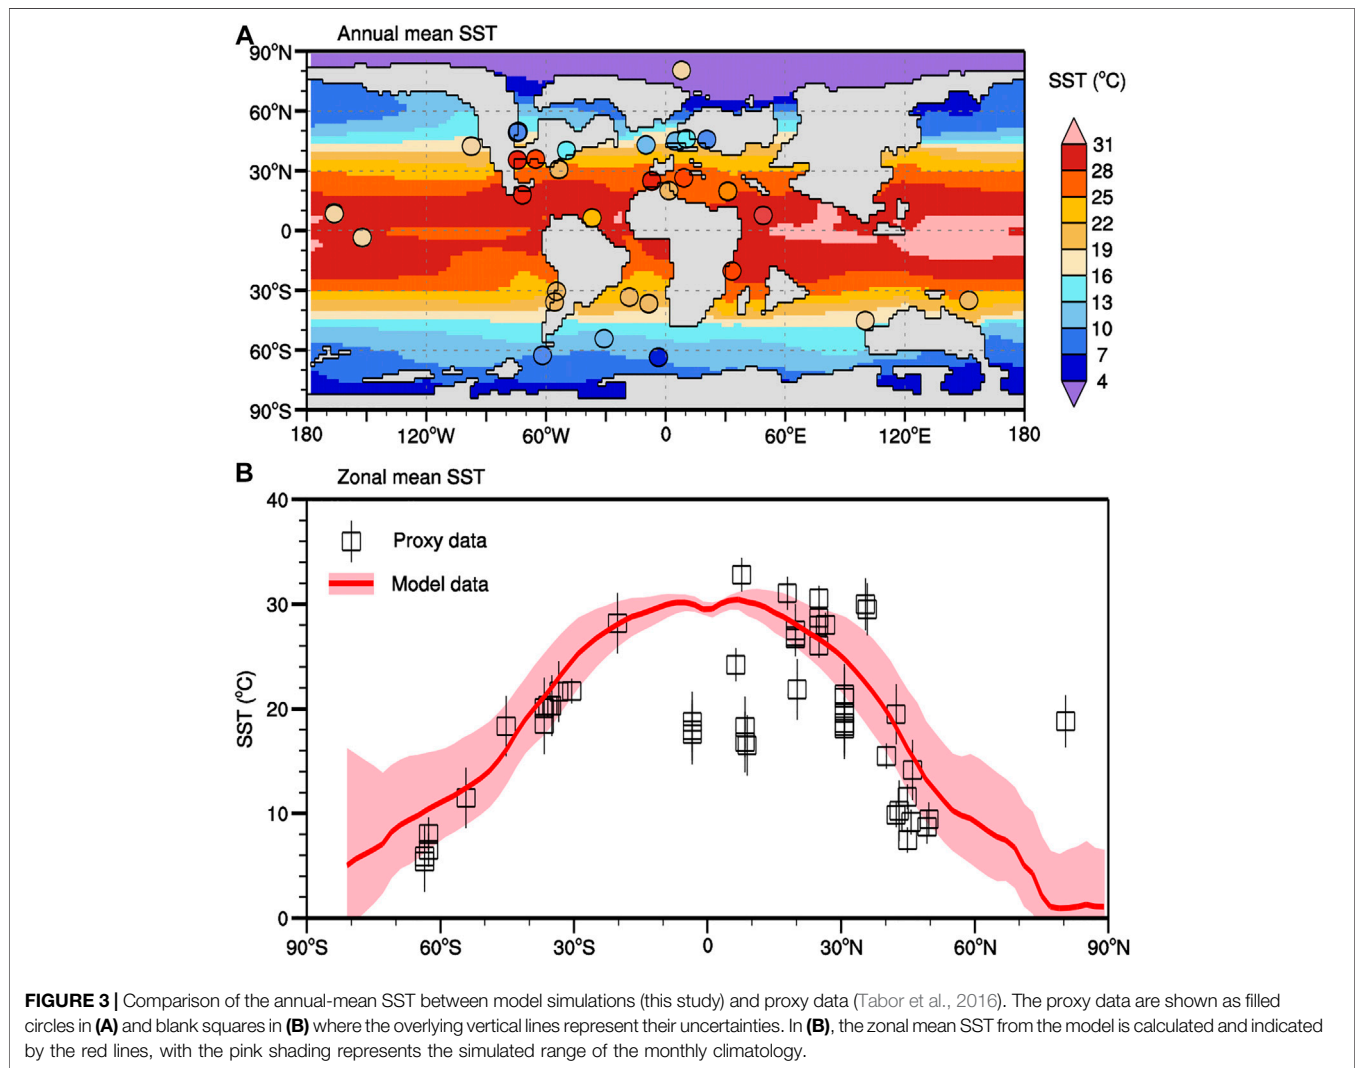 A
Annual mean SST
90°N
60°N
30°N
0
30°S
60°S
90°S
180 120°W 60°W 0 60°E 120°E 180
SST (°C)
31
28
25
22
19
16
13
10
7
4
B
Zonal mean SST
40
30
20
10
0
SST (°C)
Proxy data
Model data
90°S 60°S 30°S 0 30°N 60°N 90°N
FIGURE 3 | Comparison of the annual-mean SST between model simulations (this study) and proxy data (Tabor et al., 2016). The proxy data are shown as filled
circles in (A) and blank squares in (B) where the overlying vertical lines represent their uncertainties. In (B), the zonal mean SST from the model is calculated and indicated
by the red lines, with the pink shading represents the simulated range of the monthly climatology.